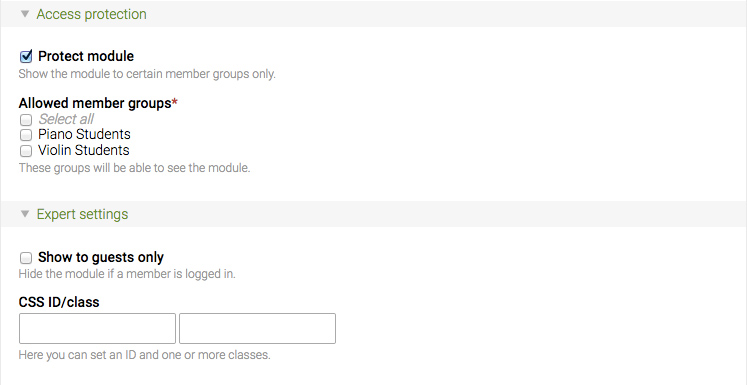 Access protection
Protect module
Show the module to certain member groups only.
Allowed member groups*
Select all
Piano Students
Violin Students
These groups will be able to see the module.
Expert settings
Show to guests only
Hide the module if a member is logged in.
CSS ID/class
Here you can set an ID and one or more classes.